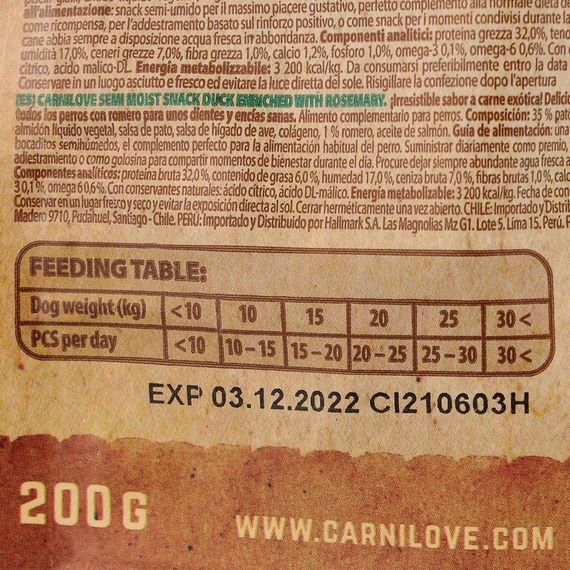 all'alimentazione: snack semi-umido per il massimo piacere gustativo, perfetto complemento alla normale dieta
come ricompensa, per l'addestramento basato sul rinforzo positivo, o come snack per i momenti condivisi durante la
cane abbia sempre a disposizione acqua fresca in abbondanza. Componenti analitici: proteina grezza 32,0%,
umidità 17,0%, ceneri grezze 7,0%, fibra grezza 1,0%, calcio 1,2%, fosforo 1,0%, omega-3 0,1%, omega-6 0,6%. Con
citrico, acido malico-DL. Energia metabolizzabile: 3 200 kcal/kg. Da consumarsi preferibilmente entro la data
Conservare in un luogo asciutto e fresco ed evitare la luce diretta del sole. Risigillare la confezione dopo l'apertura
(ES) CARNILOVE SEMI MOIST SNACK DUCK ENRICHED WITH ROSEMARY. ¡Irresistible sabor a carne exótica!
todos los perros con romero para unos dientes y encías sanas. Alimento complementario para perros. Composición: 35 %
almidón líquido vegetal, salsa de pato, salsa de hígado de ave, colágeno, 1 % romero, aceite de salmón. Guía de alimentación:
bocaditos semihúmedos, el complemento perfecto para la alimentación habitual del perro. Suministrar diariamente como premio,
adiestramiento o como golosina para compartir momentos de bienestar durante el día. Procure dejar siempre abundante agua fresca a
Componentes analíticos: proteína bruta 32,0%, contenido de grasa 6,0%, humedad 17,0%, ceniza bruta 7,0%, fibras brutas 1,0%,
3 0,1%, omega 6 0,6%. Con conservantes naturales: ácido cítrico, ácido DL-málico. Energía metabolizable: 3 200 kcal/kg. Fecha de
Conservar en un lugar fresco y seco y evitar la exposición directa al sol. Cerrar herméticamente una vez abierto. CHILE: Importado y
Madero 9710, Pudahuel, Santiago - Chile. PERÚ: Importado y Distribuido por Hallmark S.A. Las Magnolias Mz G1. Lote 5. Lima 15. Perú.
FEEDING TABLE:
Dog weight (kg) <10 10 15 20 25 30<
PCS per day <10 10–15 15–20 20–25 25–30 30<
EXP 03.12.2022 CI210603H
200G
WWW.CARNILOVE.COM